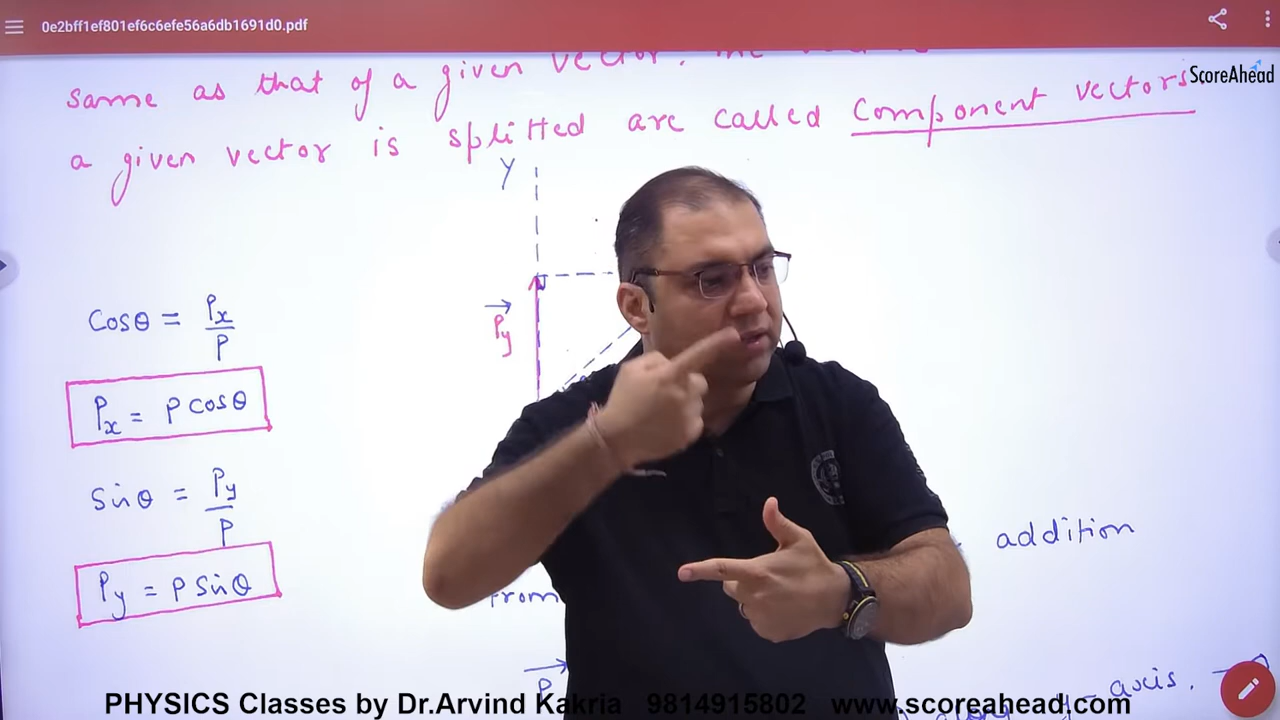 0e2bff1ef801ef6c6efe56a6db1691d0.pdf
ScoreAhead
same as that of a given vector.
a given vector is splitted are called Component vectors
Y
Cosθ = Px/P
Py
Px = P cosθ
Sinθ = Py/P
Py = P Sinθ
addition
from
P
along y-axis.
PHYSICS Classes by Dr.Arvind Kakria 9814915802 www.scoreahead.com